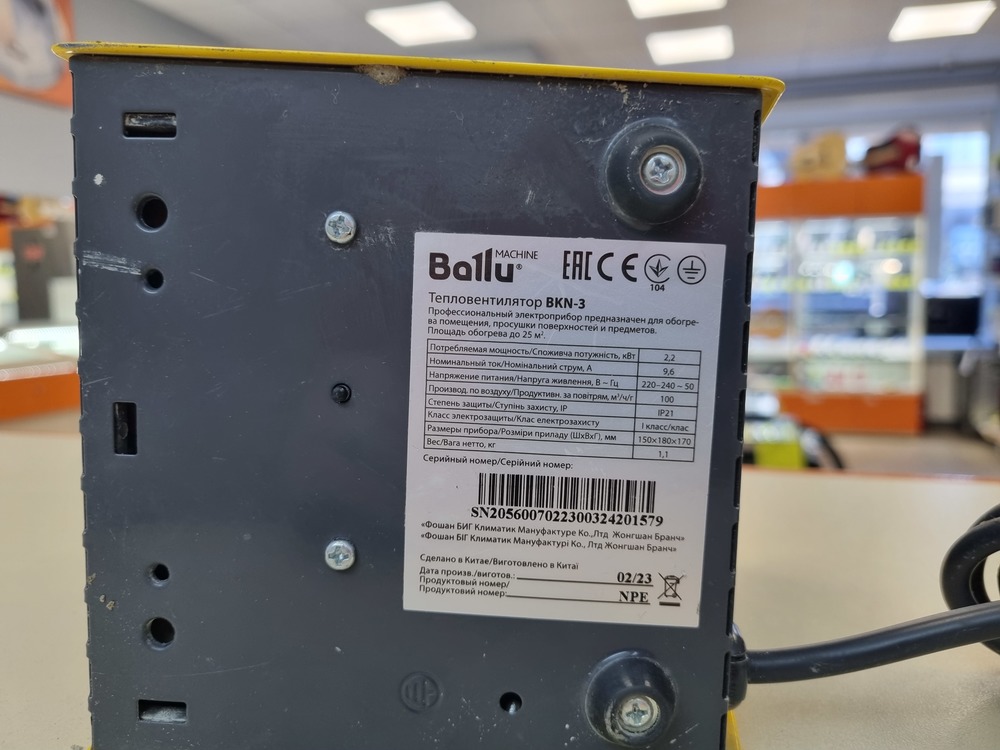 Ballu® MACHINE EAC CE 104
Тепловентилятор BKN-3
Профессиональный электроприбор предназначен для обогре-
ва помещения, просушки поверхностей и предметов.
Площадь обогрева до 25 м².
Потребляемая мощность/Споживча потужність, кВт 2,2
Номинальный ток/Номінальний струм, А 9,6
Напряжение питания/Напруга живлення, В ~ Гц 220–240 ~ 50
Производ. по воздуху/Продуктивн. за повітрям, м³/ч/г 100
Степень защиты/Ступінь захисту, IP IP21
Класс электрозащиты/Клас електрозахисту I класс/клас
Размеры прибора/Розміри приладу (ШхВхГ), мм 150×180×170
Вес/Вага нетто, кг 1,1
Серийный номер/Серійний номер:
SN2056007022300324201579
«Фошан БИГ Климатик Мануфактуре Ко.,Лтд Жонгшан Бранч»
«Фошан БІГ Климатик Мануфактурі Ко., Лтд Жонгшан Бранч»
Сделано в Китае/Виготовлено в Китаї
Дата произв./виготов.: 02/23
Продуктовый номер/
Продуктовий номер: NPE